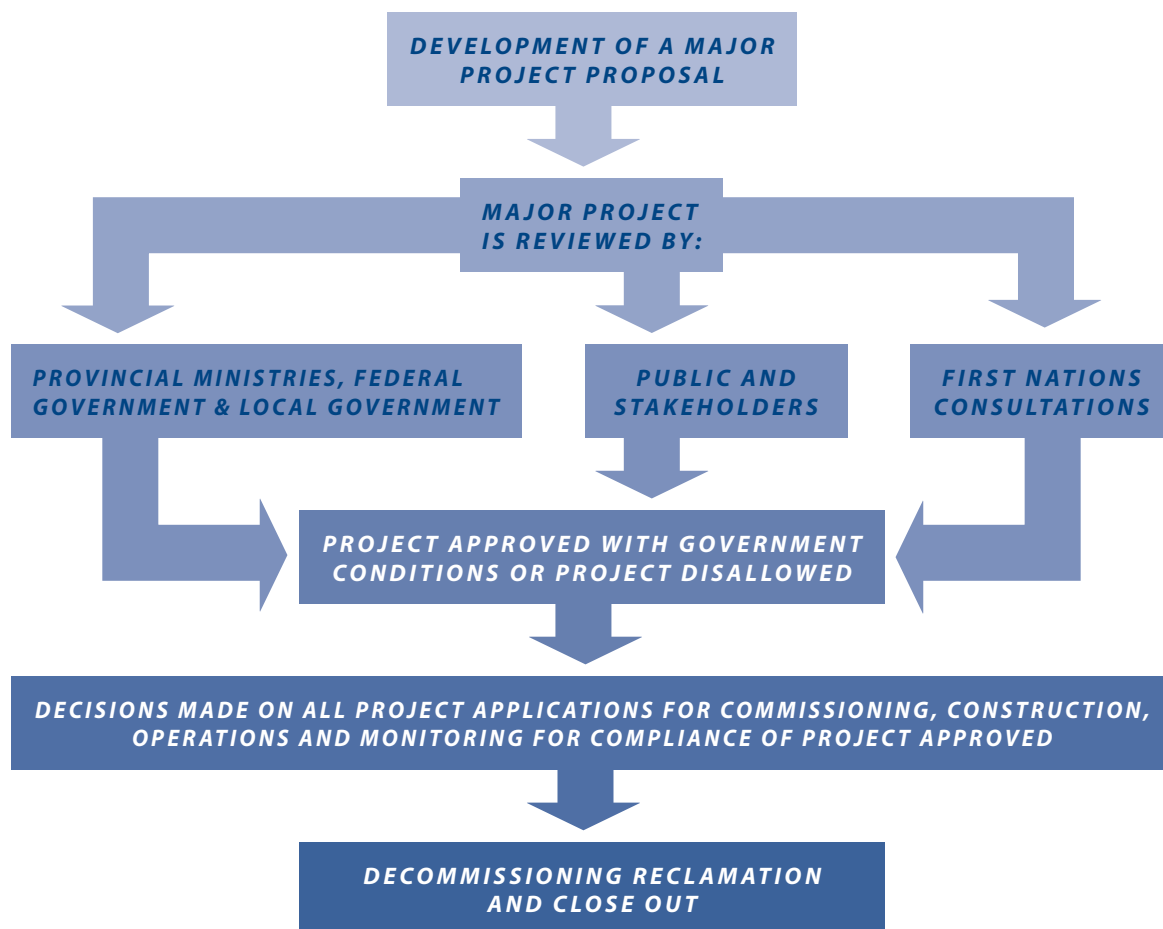 DEVELOPMENT OF A MAJOR
PROJECT PROPOSAL
MAJOR PROJECT
IS REVIEWED BY:
PROVINCIAL MINISTRIES, FEDERAL
GOVERNMENT & LOCAL GOVERNMENT
PUBLIC AND
STAKEHOLDERS
FIRST NATIONS
CONSULTATIONS
PROJECT APPROVED WITH GOVERNMENT
CONDITIONS OR PROJECT DISALLOWED
DECISIONS MADE ON ALL PROJECT APPLICATIONS FOR COMMISSIONING, CONSTRUCTION,
OPERATIONS AND MONITORING FOR COMPLIANCE OF PROJECT APPROVED
DECOMMISSIONING RECLAMATION
AND CLOSE OUT